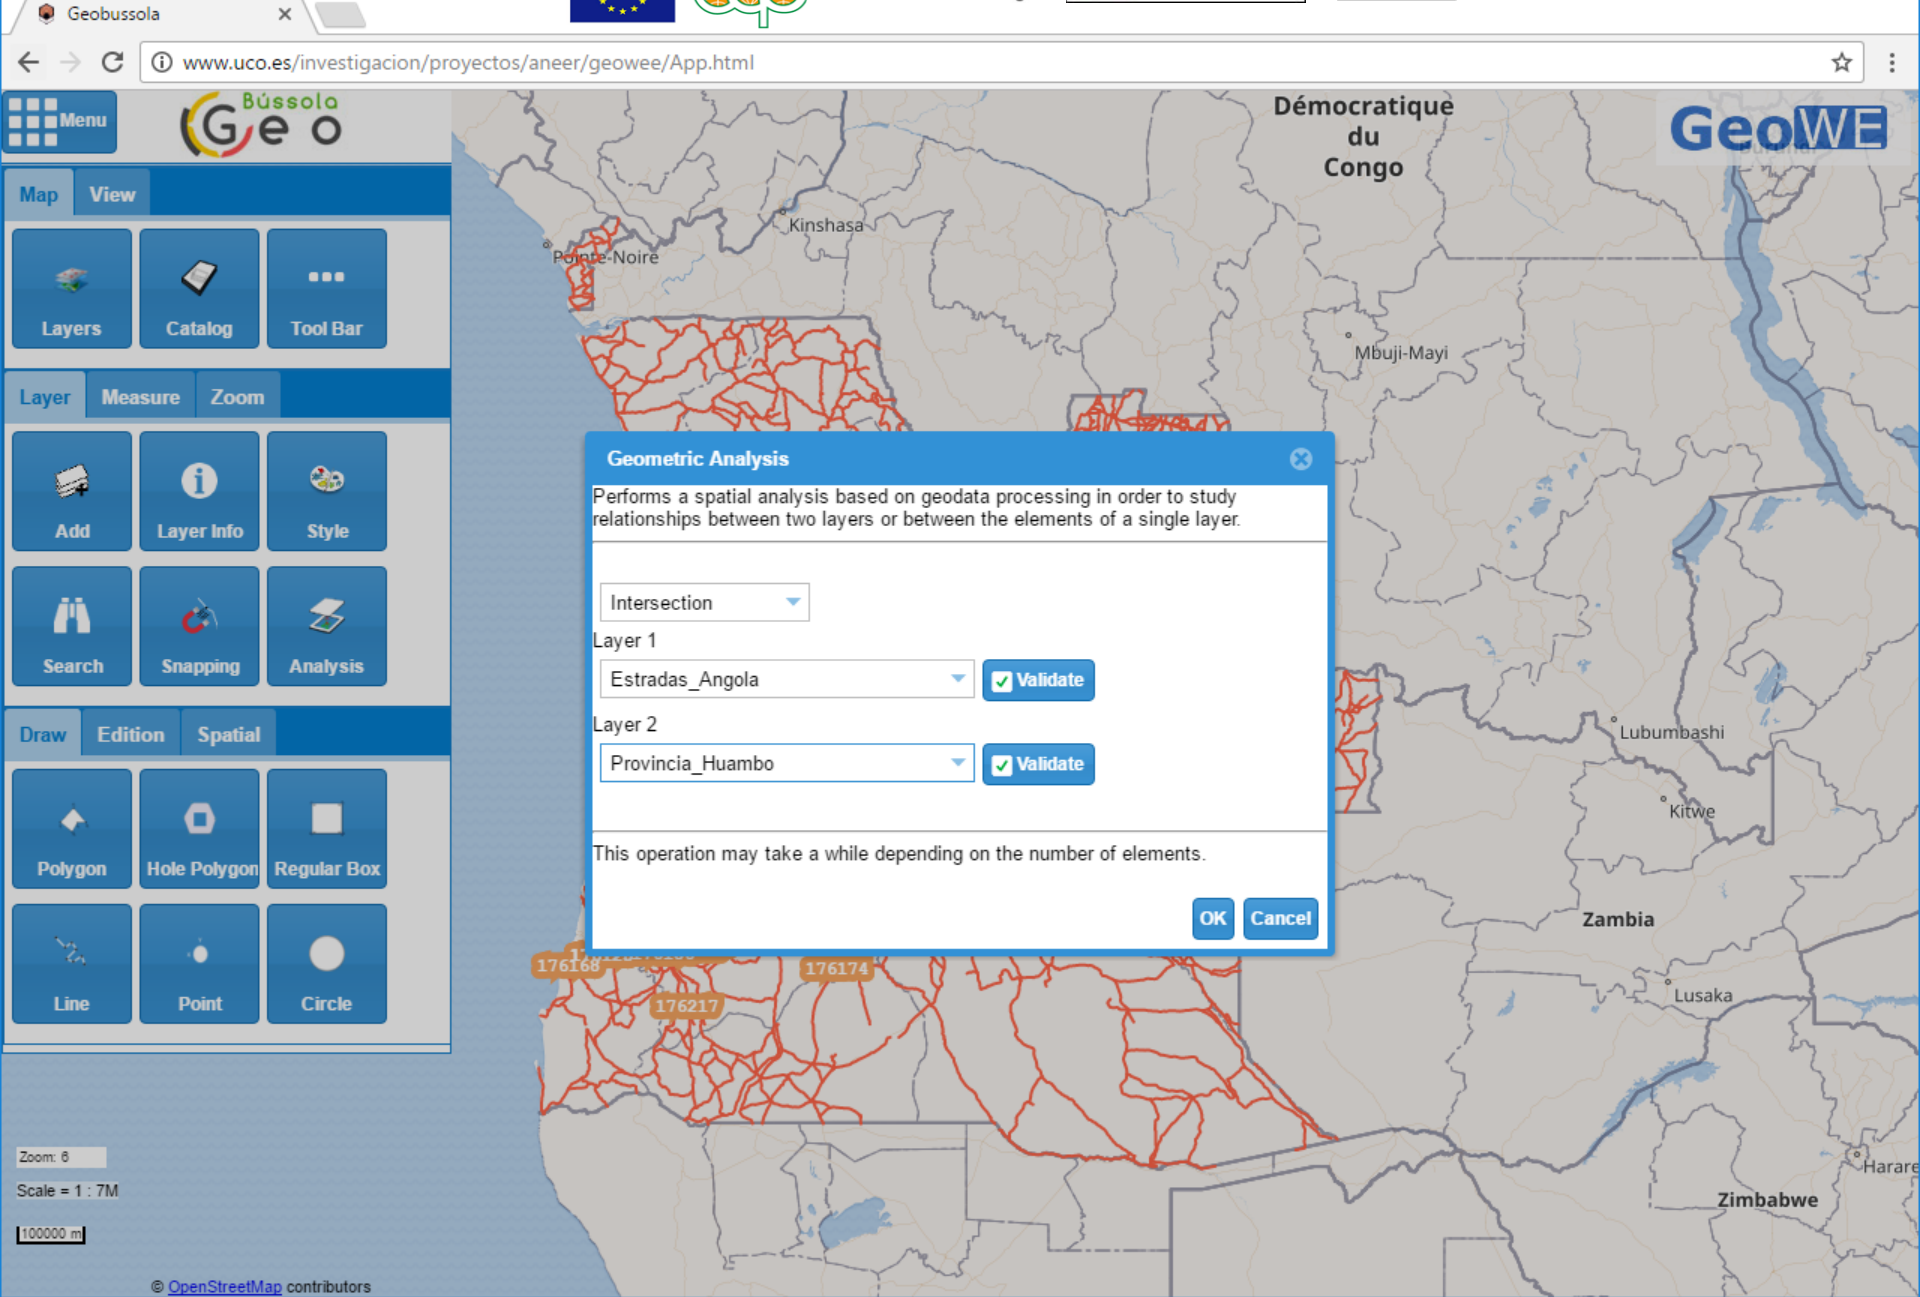 Geobussola
www.uco.es/investigacion/proyectos/aneer/geowee/App.html
Menu
Bússola
Geo
GeoWE
Map
View
Layers
Catalog
Tool Bar
Layer
Measure
Zoom
Add
Layer Info
Style
Search
Snapping
Analysis
Draw
Edition
Spatial
Polygon
Hole Polygon
Regular Box
Line
Point
Circle
Zoom: 6
Scale = 1 : 7M
100000 m
© OpenStreetMap contributors
Démocratique
du
Congo
Kinshasa
Pointe-Noire
Mbuji-Mayi
Lubumbashi
Kitwe
Zambia
Lusaka
Harare
Zimbabwe
176168
176174
176217
Geometric Analysis
Performs a spatial analysis based on geodata processing in order to study
relationships between two layers or between the elements of a single layer.
Intersection
Layer 1
Estradas_Angola
Validate
Layer 2
Provincia_Huambo
Validate
This operation may take a while depending on the number of elements.
OK
Cancel